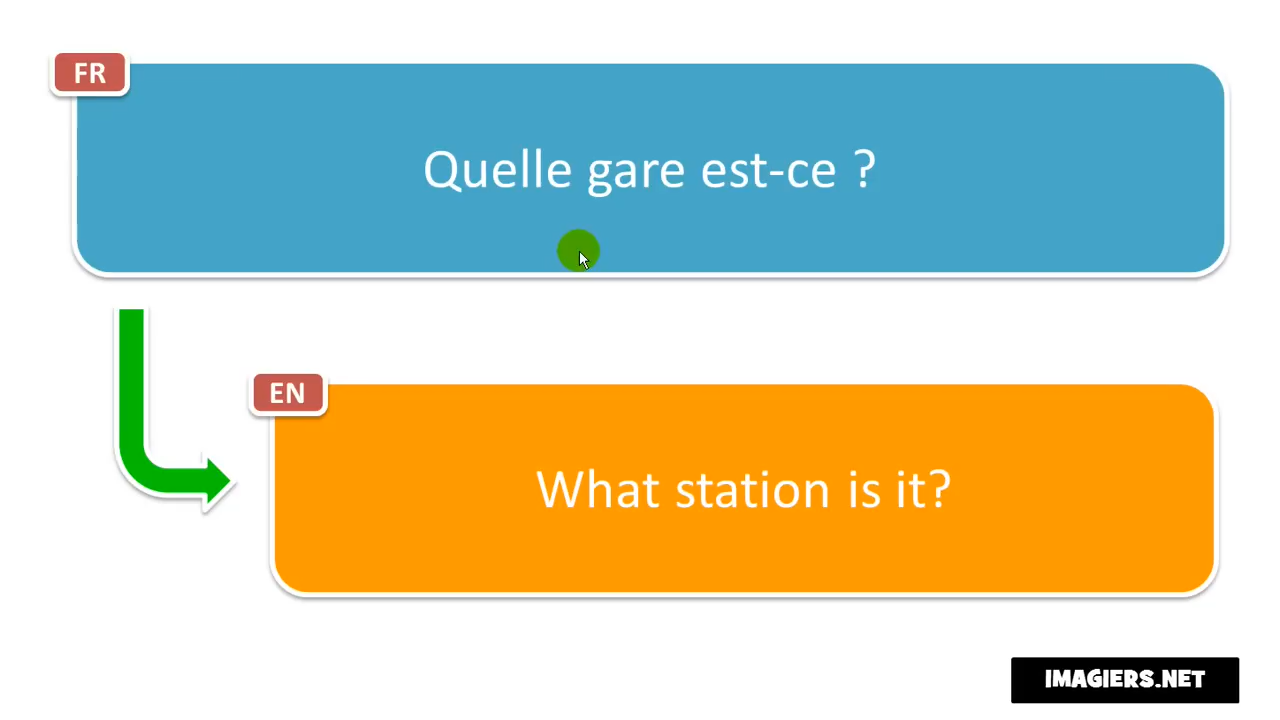 FR
Quelle gare est-ce ?
EN
What station is it?
IMAGIERS.NET